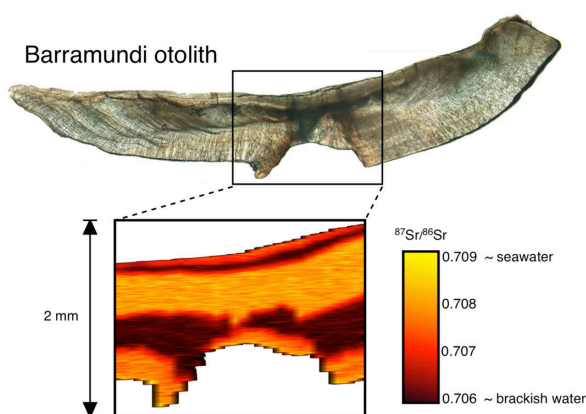 Barramundi otolith
87Sr/86Sr
0.709 ~ seawater
0.708
2 mm
0.707
0.706 ~ brackish water